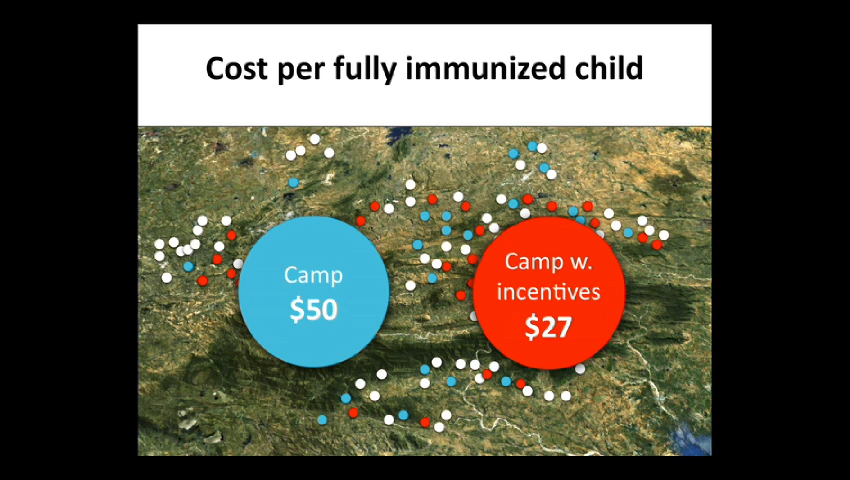 Cost per fully immunized child
Camp
$50
Camp w.
incentives
$27